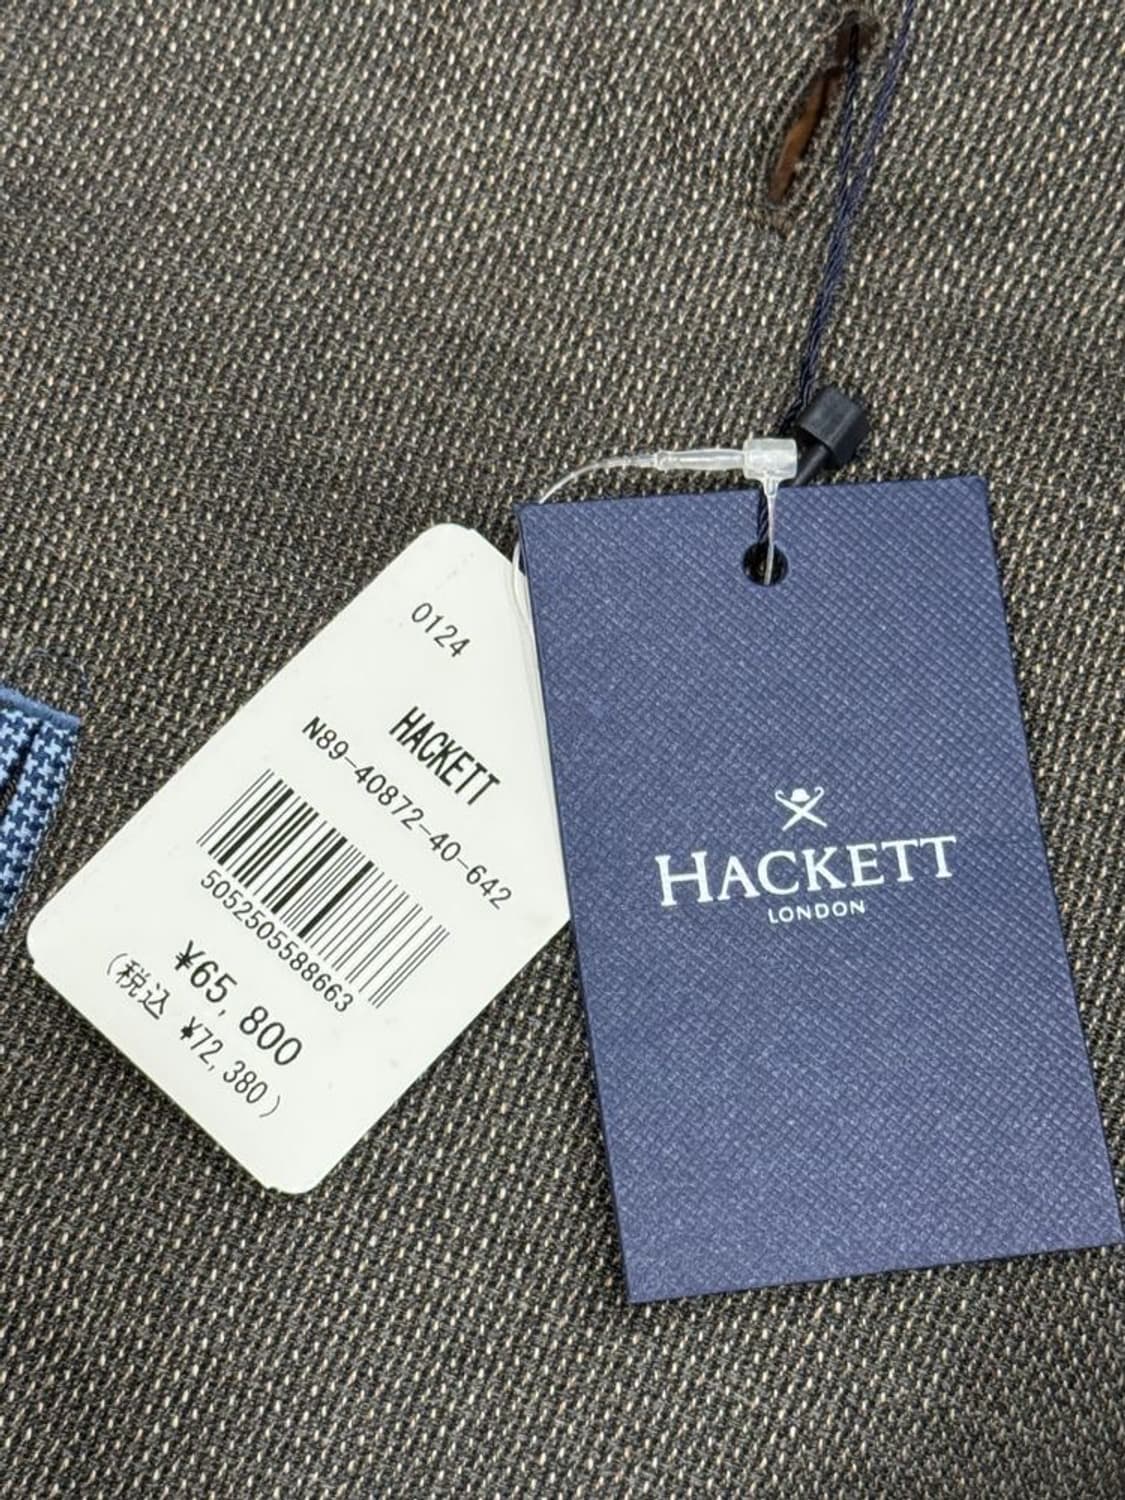 0124
HACKETT
N89-40872-40-642
5052505588663
¥65,800
(税込 ¥72,380)
HACKETT
LONDON